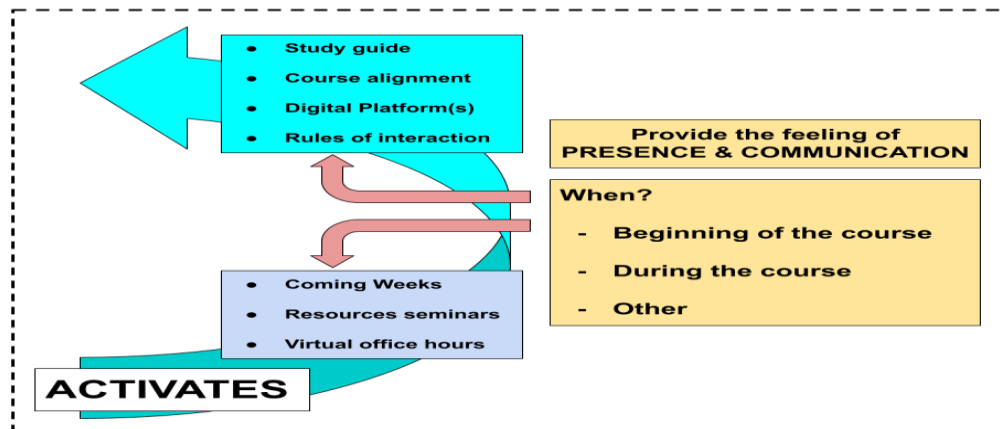 ● Study guide
● Course alignment
● Digital Platform(s)
● Rules of interaction
Provide the feeling of
PRESENCE & COMMUNICATION
When?
- Beginning of the course
- During the course
- Other
● Coming Weeks
● Resources seminars
● Virtual office hours
ACTIVATES